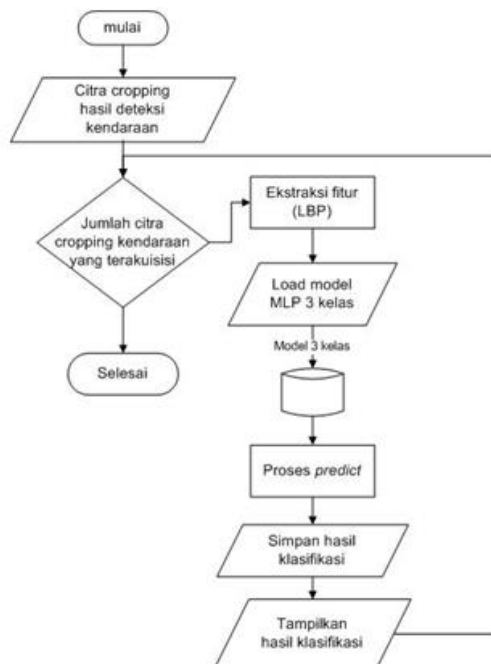 mulai
Citra cropping
hasil deteksi
kendaraan
Jumlah citra
cropping kendaraan
yang terakuisisi
Selesai
Ekstraksi fitur
(LBP)
Load model
MLP 3 kelas
Model 3 kelas
Proses predict
Simpan hasil
klasifikasi
Tampilkan
hasil klasifikasi